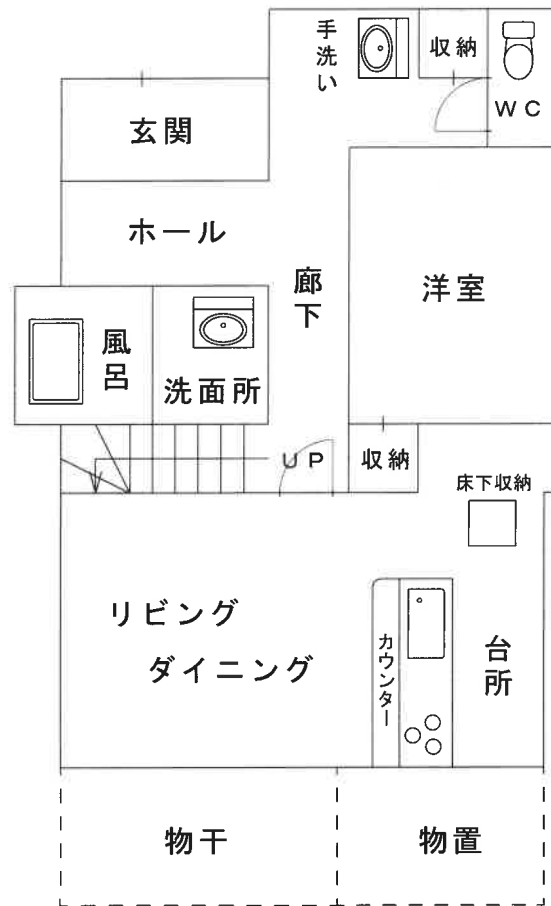 手洗い
収納
WC
玄関
ホール
廊下
洋室
風呂
洗面所
UP
収納
床下収納
リビング
ダイニング
カウンター
台所
物干
物置